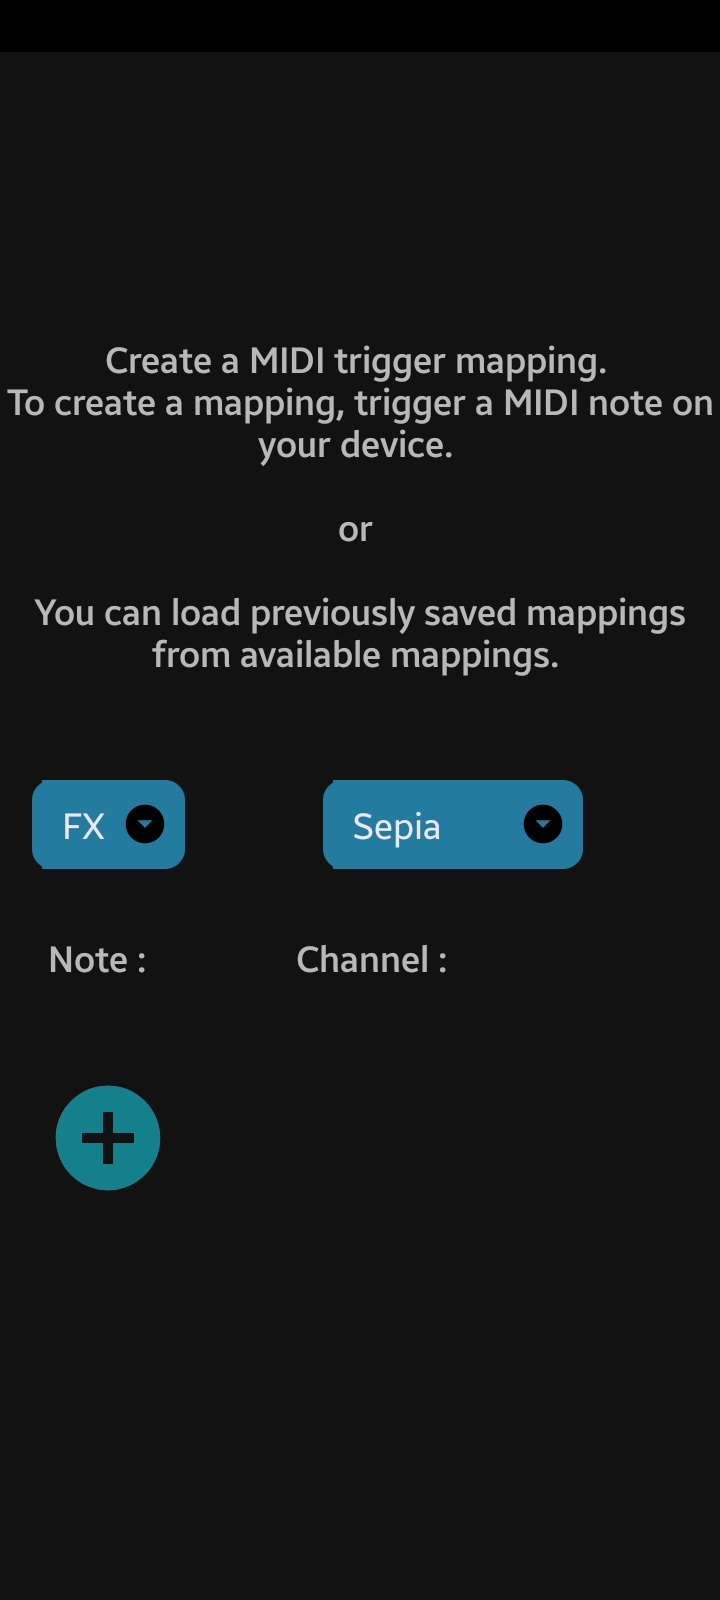 Create a MIDI trigger mapping.
To create a mapping, trigger a MIDI note on
your device.
or
You can load previously saved mappings
from available mappings.
FX
Sepia
Note :
Channel :